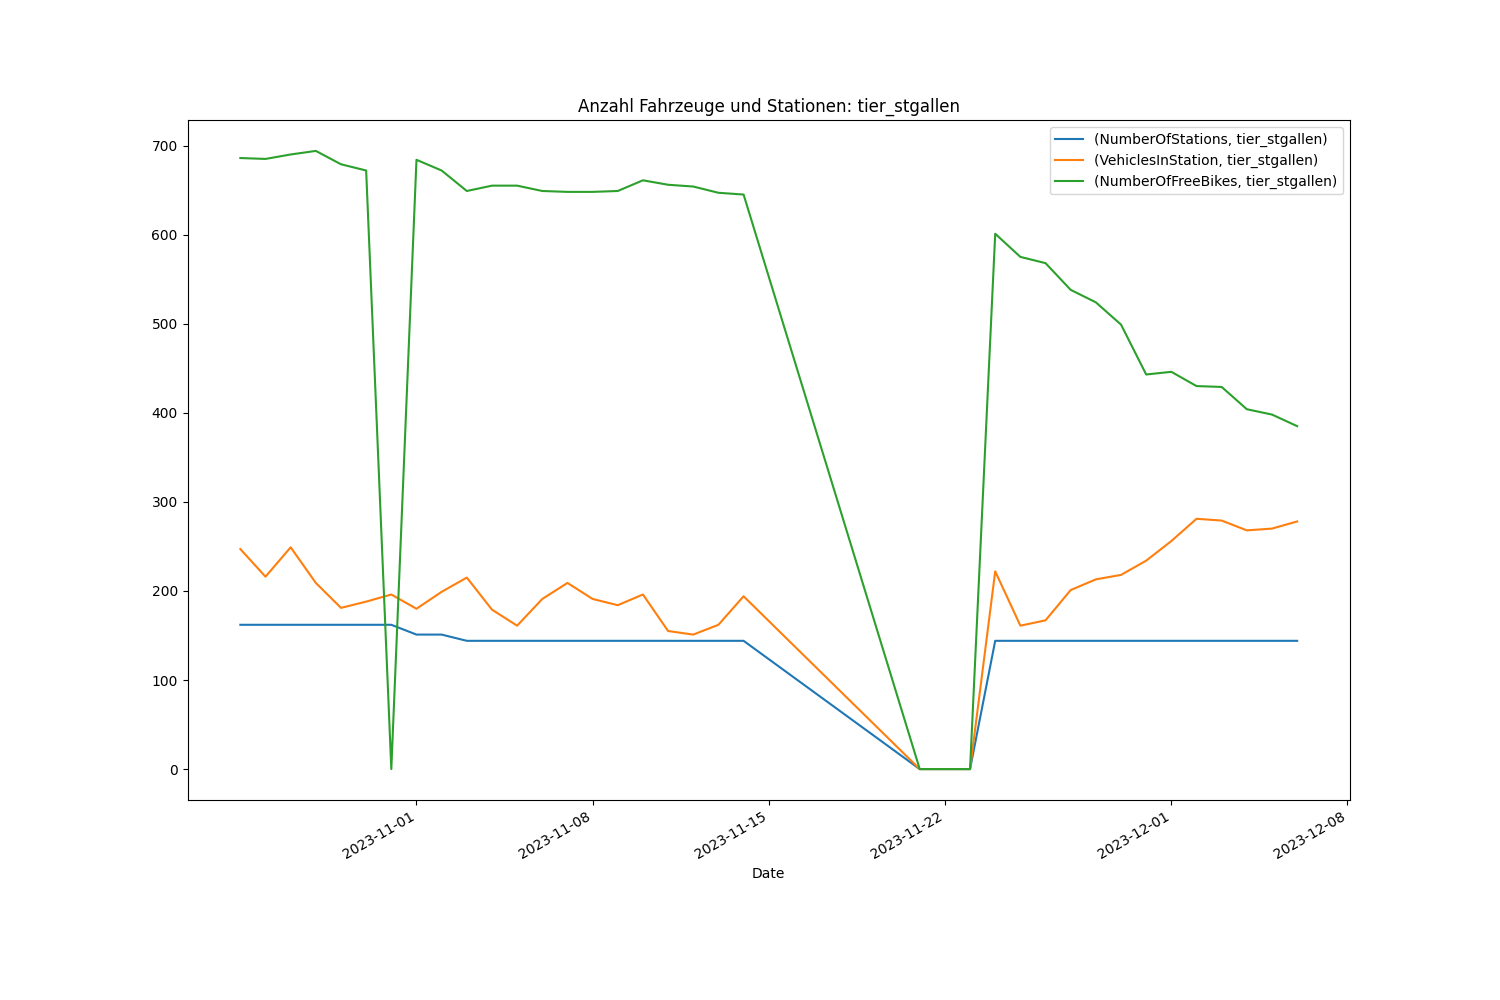 Anzahl Fahrzeuge und Stationen: tier_stgallen
(NumberOfStations, tier_stgallen)
(VehiclesInStation, tier_stgallen)
(NumberOfFreeBikes, tier_stgallen)
700
600
500
400
300
200
100
0
2023-11-01
2023-11-08
2023-11-15
2023-11-22
2023-12-01
2023-12-08
Date